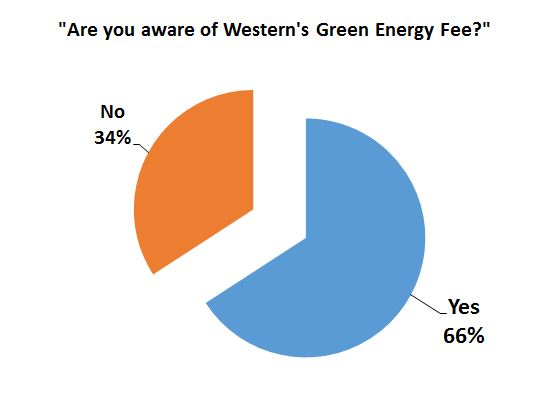 "Are you aware of Western's Green Energy Fee?"
No
34%
Yes
66%